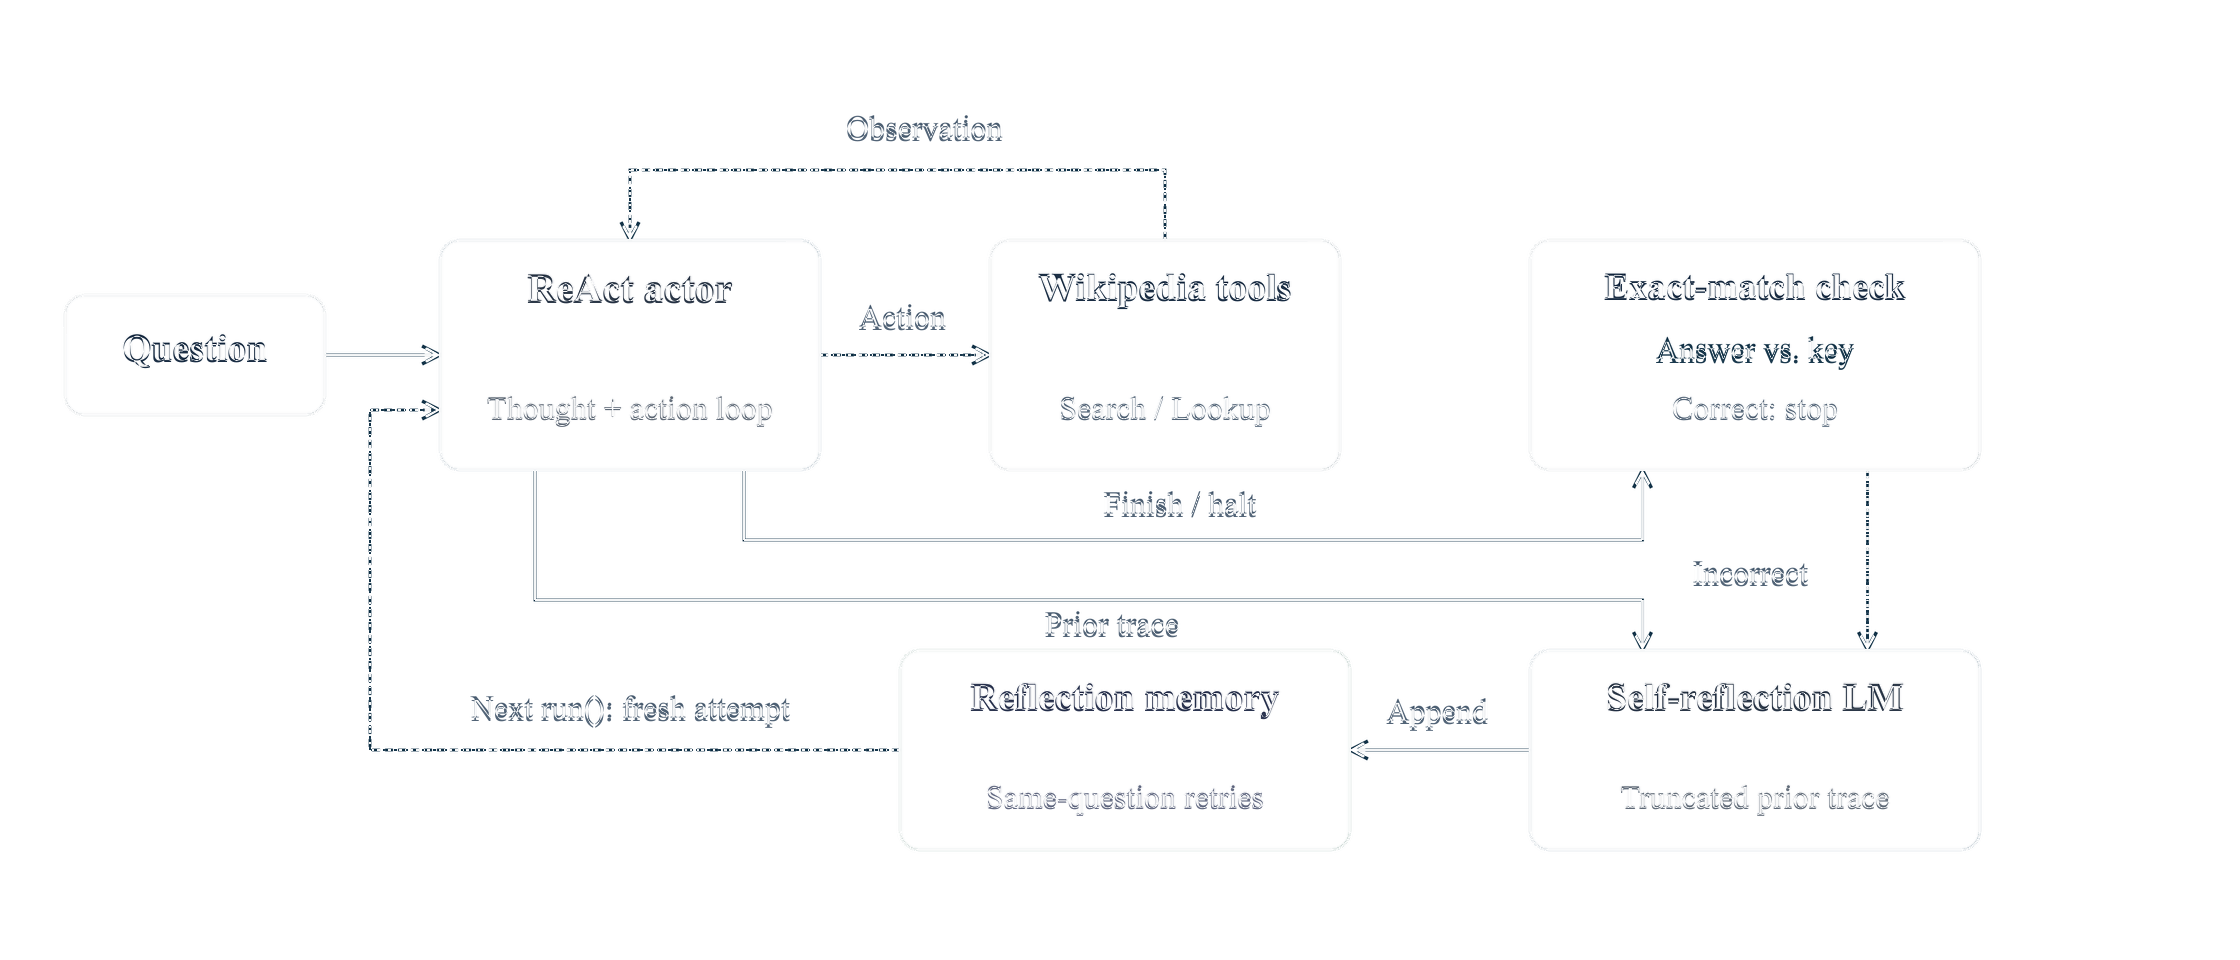 Observation
ReAct actor
Wikipedia tools
Exact-match check
Question
Action
Answer vs. key
Thought + action loop
Search / Lookup
Correct: stop
Finish / halt
Incorrect
Prior trace
Next run(): fresh attempt
Reflection memory
Append
Self-reflection LM
Same-question retries
Truncated prior trace